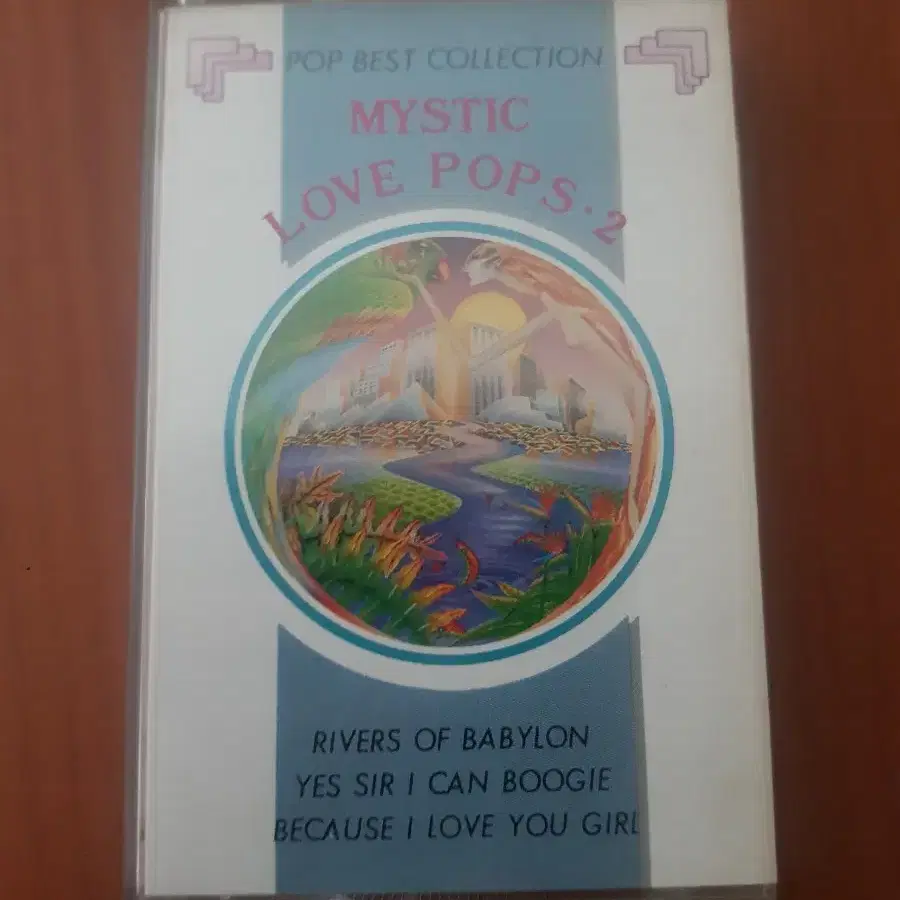 POP BEST COLLECTION
MYSTIC
LOVE POPS·2
RIVERS OF BABYLON
YES SIR I CAN BOOGIE
BECAUSE I LOVE YOU GIRL